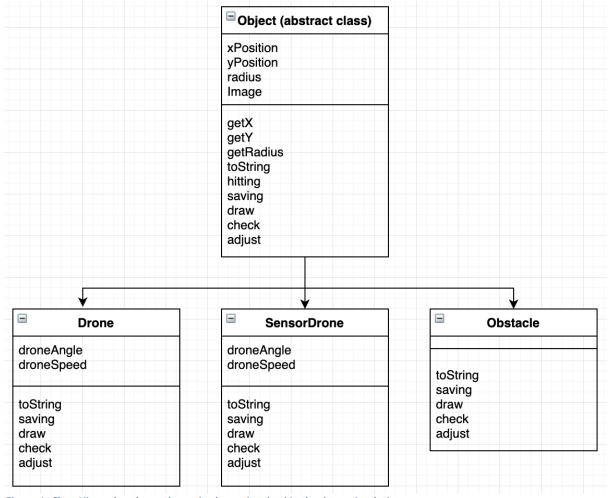 Object (abstract class)
xPosition
yPosition
radius
Image
getX
getY
getRadius
toString
hitting
saving
draw
check
adjust
Drone
droneAngle
droneSpeed
toString
saving
draw
check
adjust
SensorDrone
droneAngle
droneSpeed
toString
saving
draw
check
adjust
Obstacle
toString
saving
draw
check
adjust